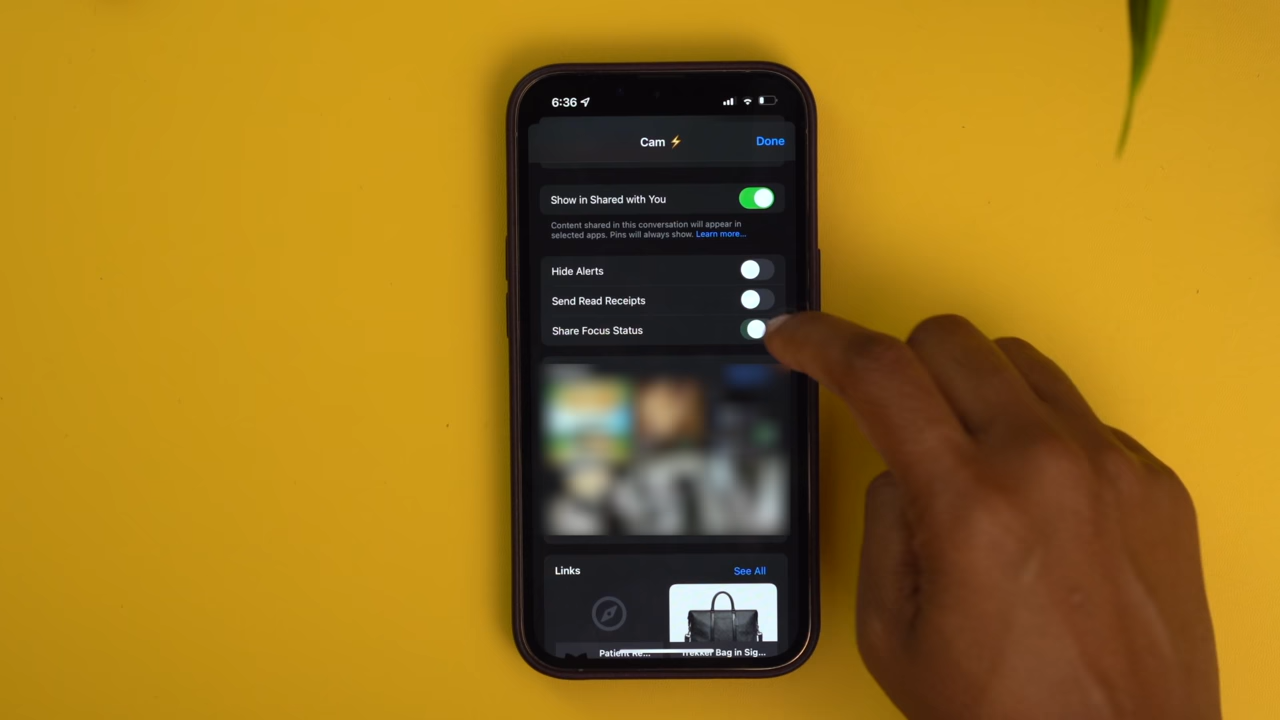 6:36
Cam ⚡ Done
Show in Shared with You
Content shared in this conversation will appear in
selected apps. Pins will always show. Learn more...
Hide Alerts
Send Read Receipts
Share Focus Status
Links See All
Patient Re...
Trekker Bag in Sig...